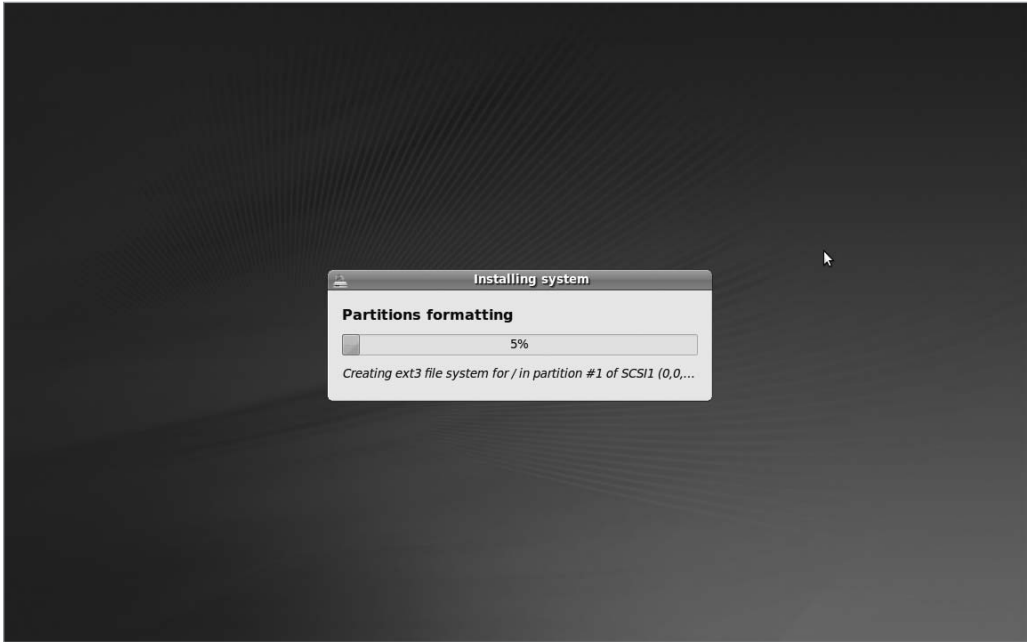 Installing system
Partitions formatting
5%
Creating ext3 file system for / in partition #1 of SCSI1 (0,0,...